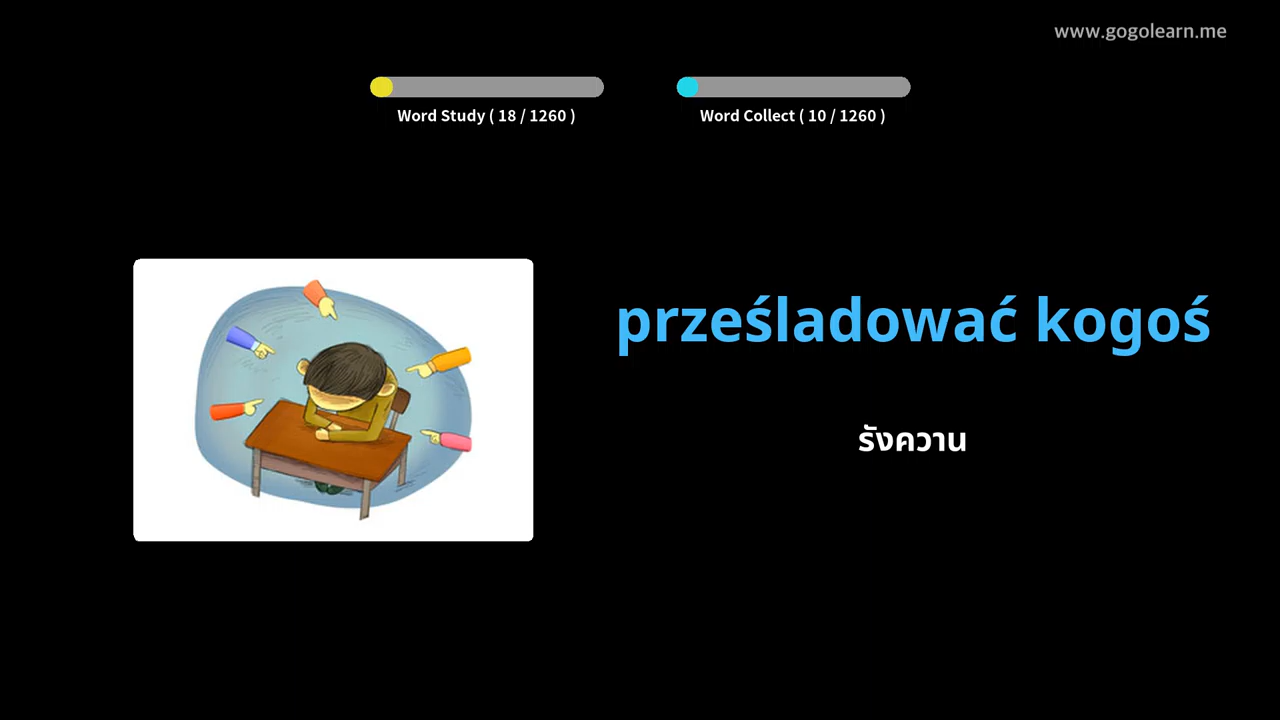 www.gogolearn.me
Word Study ( 18 / 1260 )
Word Collect ( 10 / 1260 )
prześladować kogoś
รังควาน